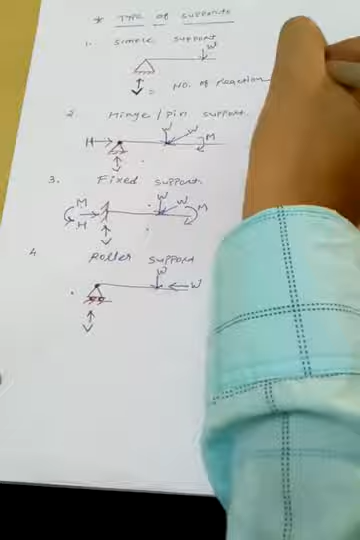 * TYPE of supports
1. Simple support
W
V = No. of reaction
2. Hinge / Pin support.
H W W M
V
3. Fixed support.
M W W M
H
V
4 Roller support
W
W
V